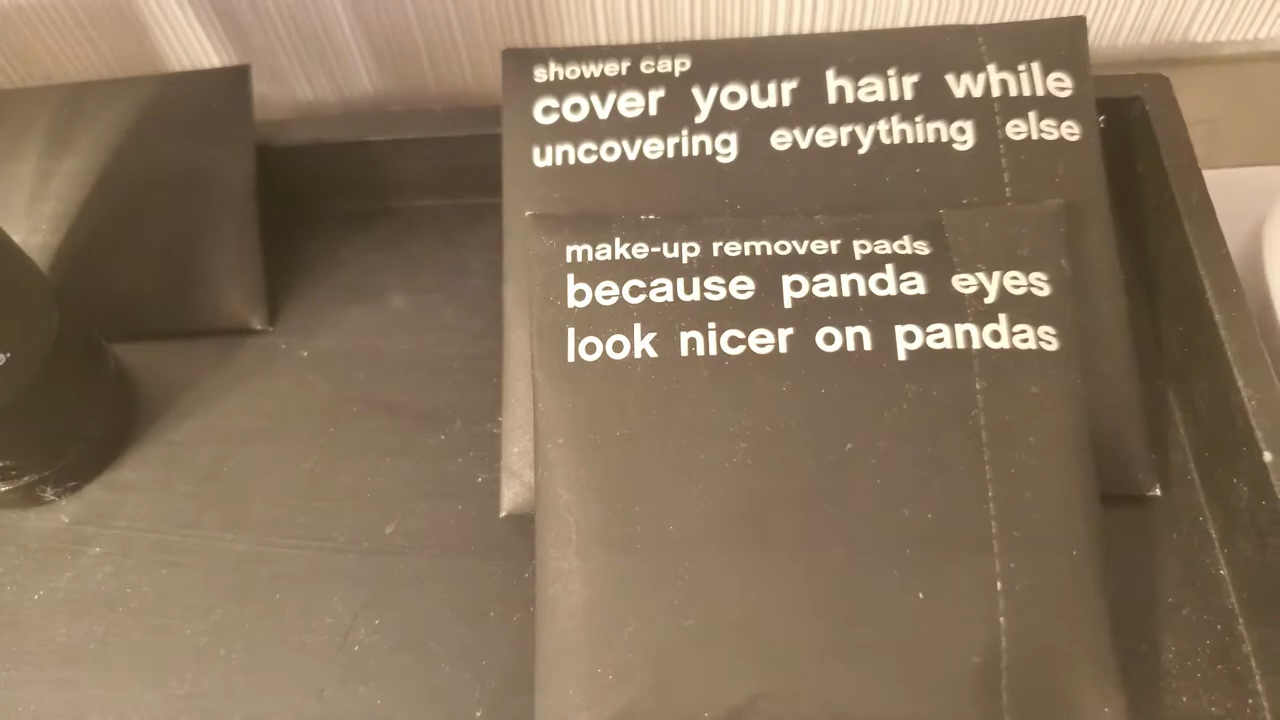 shower cap
cover your hair while
uncovering everything else
make-up remover pads
because panda eyes
look nicer on pandas